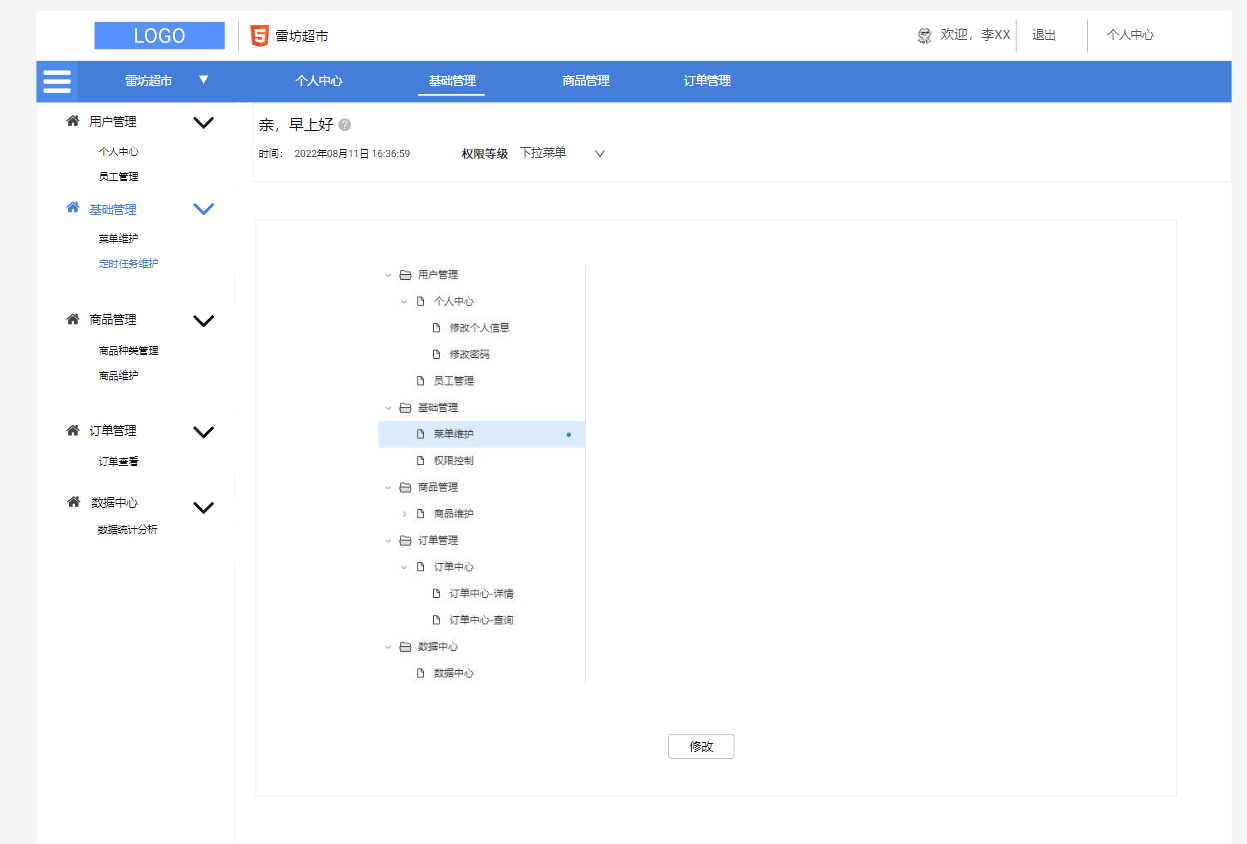 LOGO 雷坊超市 欢迎，李XX 退出 个人中心
雷坊超市 个人中心 基础管理 商品管理 订单管理
用户管理
个人中心
员工管理
基础管理
菜单维护
定时任务维护
商品管理
商品种类管理
商品维护
订单管理
订单查看
数据中心
数据统计分析
亲，早上好
时间： 2022年08月11日 16:36:59 权限等级 下拉菜单
用户管理
个人中心
修改个人信息
修改密码
员工管理
基础管理
菜单维护
权限控制
商品管理
商品维护
订单管理
订单中心
订单中心-详情
订单中心-查询
数据中心
数据中心
修改